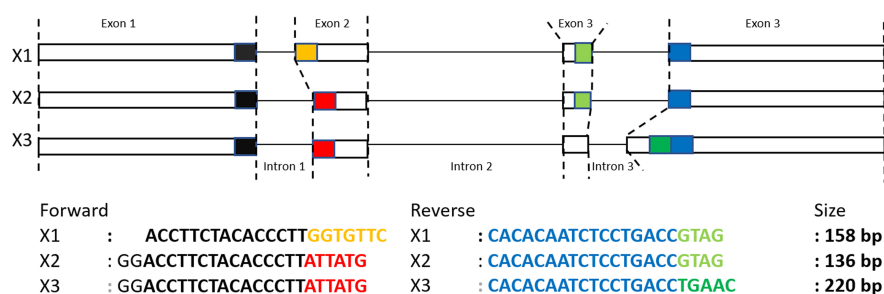 Exon 1 Exon 2 Exon 3 Exon 3
X1
X2
X3
Intron 1 Intron 2 Intron 3
Forward Reverse Size
X1 : ACCTTCTACACCCTTGGTGTTC X1 : CACACAATCTCCTGACCGTAG : 158 bp
X2 : GGACCTTCTACACCCTTATTATG X2 : CACACAATCTCCTGACCGTAG : 136 bp
X3 : GGACCTTCTACACCCTTATTATG X3 : CACACAATCTCCTGACCTGAAC : 220 bp